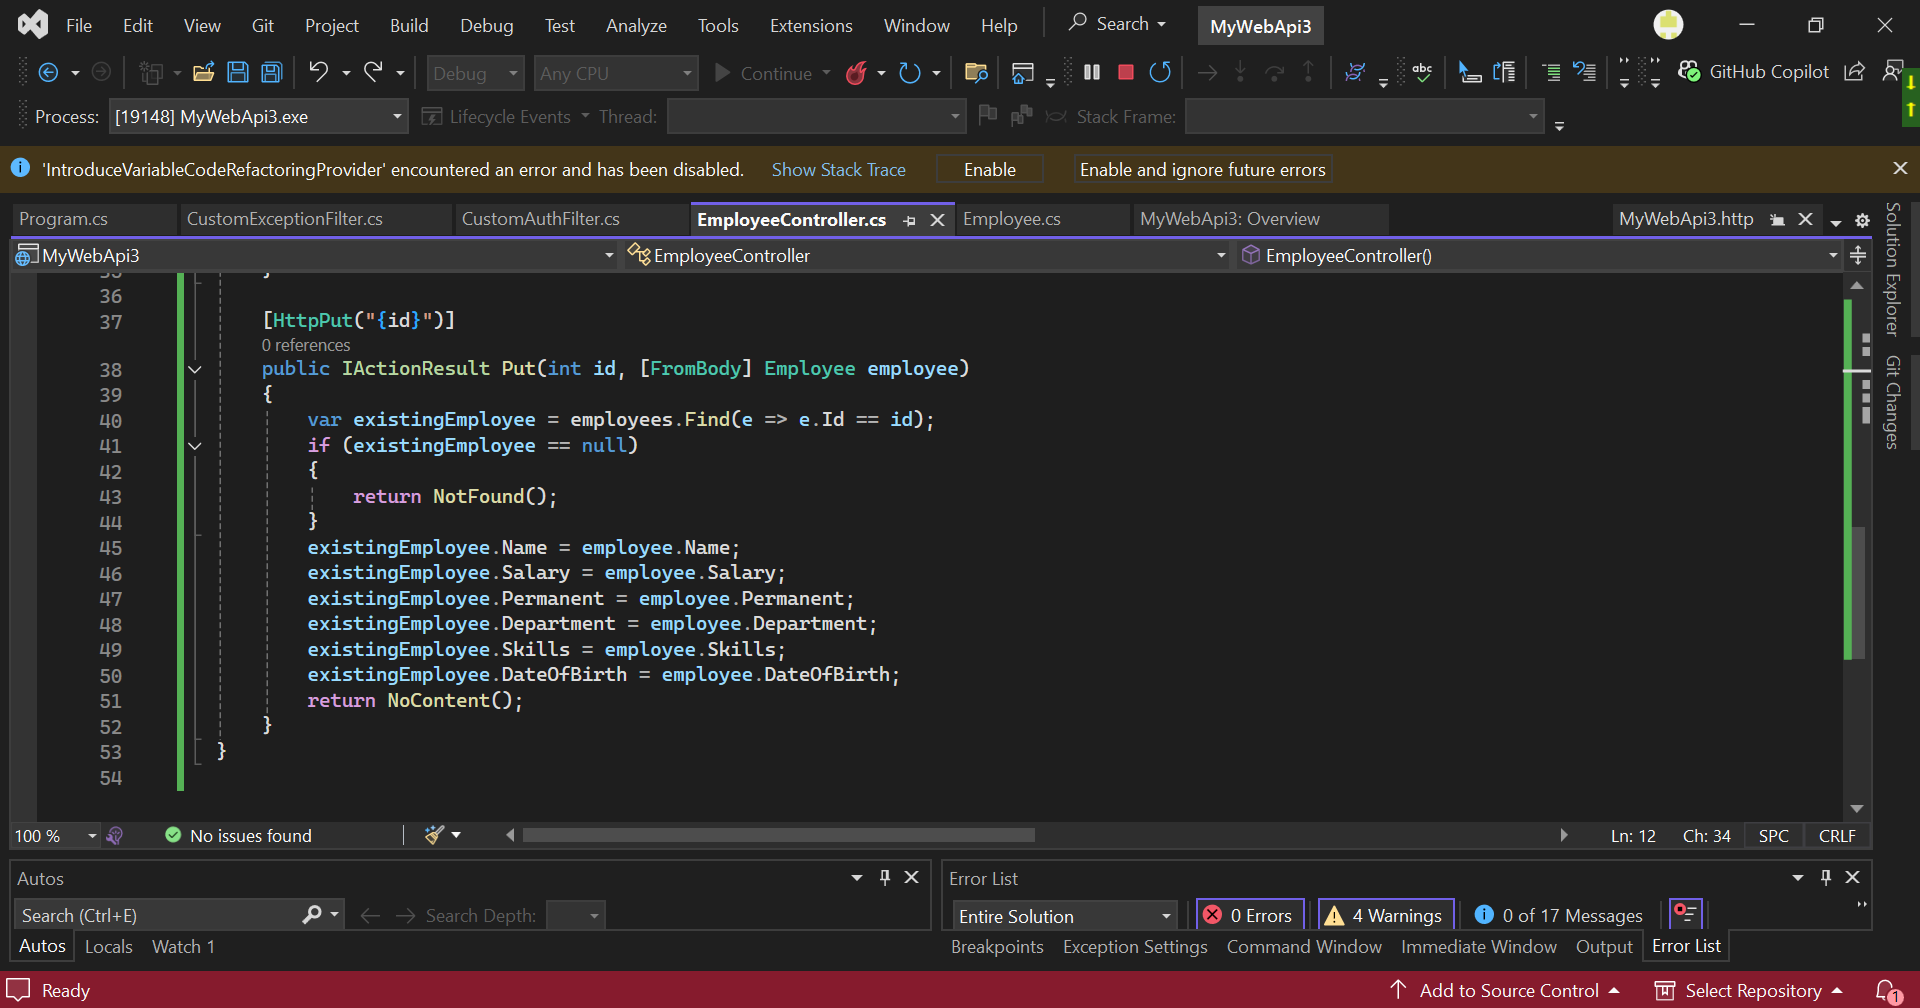 File Edit View Git Project Build Debug Test Analyze Tools Extensions Window Help Search MyWebApi3
Debug Any CPU Continue GitHub Copilot
Process: [19148] MyWebApi3.exe Lifecycle Events Thread: Stack Frame:
'IntroduceVariableCodeRefactoringProvider' encountered an error and has been disabled. Show Stack Trace Enable Enable and ignore future errors
Program.cs CustomExceptionFilter.cs CustomAuthFilter.cs EmployeeController.cs Employee.cs MyWebApi3: Overview MyWebApi3.http
MyWebApi3 EmployeeController EmployeeController()
Solution Explorer
Git Changes
35 }
36
37 [HttpPut("{id}")]
0 references
38 public IActionResult Put(int id, [FromBody] Employee employee)
39 {
40 var existingEmployee = employees.Find(e => e.Id == id);
41 if (existingEmployee == null)
42 {
43 return NotFound();
44 }
45 existingEmployee.Name = employee.Name;
46 existingEmployee.Salary = employee.Salary;
47 existingEmployee.Permanent = employee.Permanent;
48 existingEmployee.Department = employee.Department;
49 existingEmployee.Skills = employee.Skills;
50 existingEmployee.DateOfBirth = employee.DateOfBirth;
51 return NoContent();
52 }
53 }
54
100 % No issues found Ln: 12 Ch: 34 SPC CRLF
Autos
Search (Ctrl+E) Search Depth:
Autos Locals Watch 1
Error List
Entire Solution 0 Errors 4 Warnings 0 of 17 Messages
Breakpoints Exception Settings Command Window Immediate Window Output Error List
Ready Add to Source Control Select Repository 1